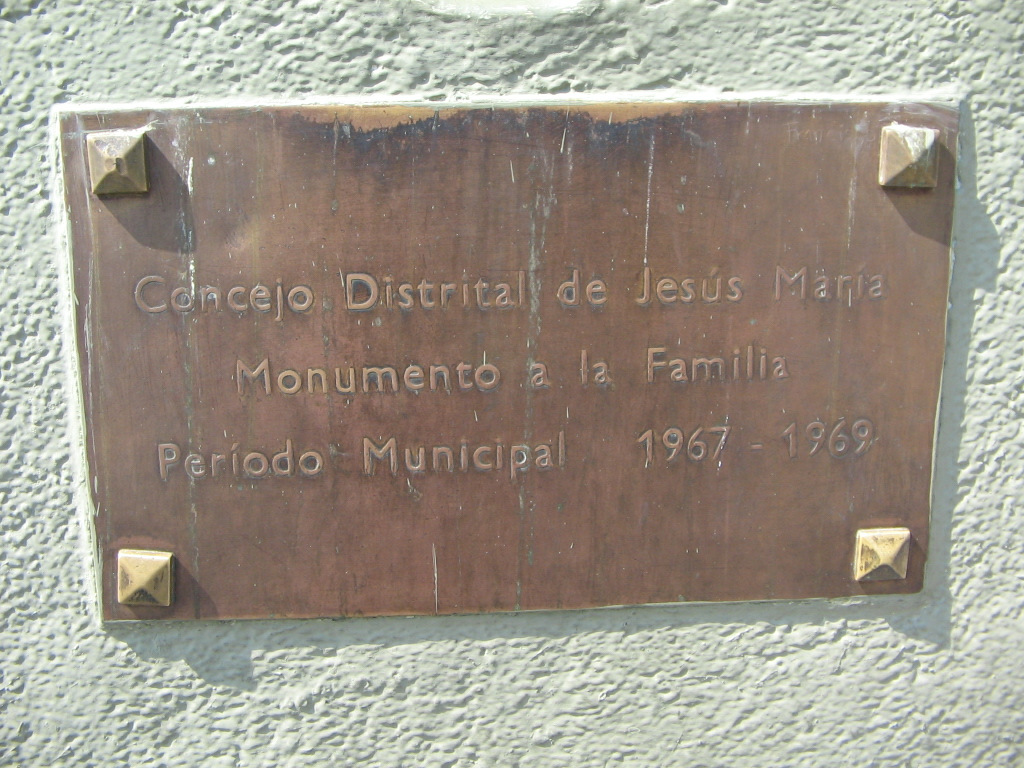 Concejo Distrital de Jesús María
Monumento a la Familia
Período Municipal 1967 - 1969